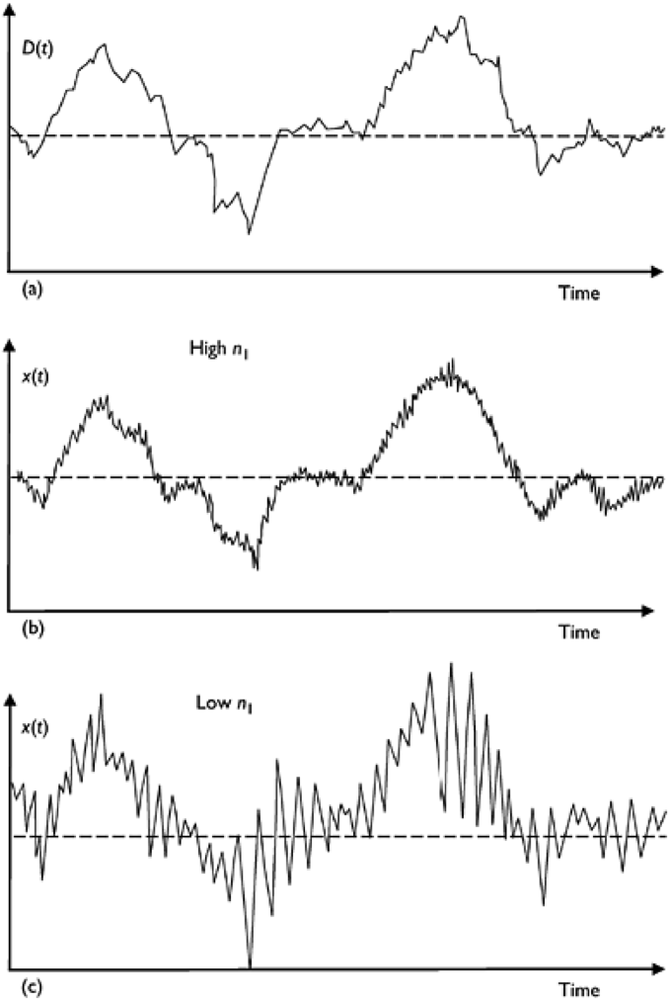 D(t)
(a)
Time
High n₁
x(t)
(b)
Time
Low n₁
x(t)
(c)
Time